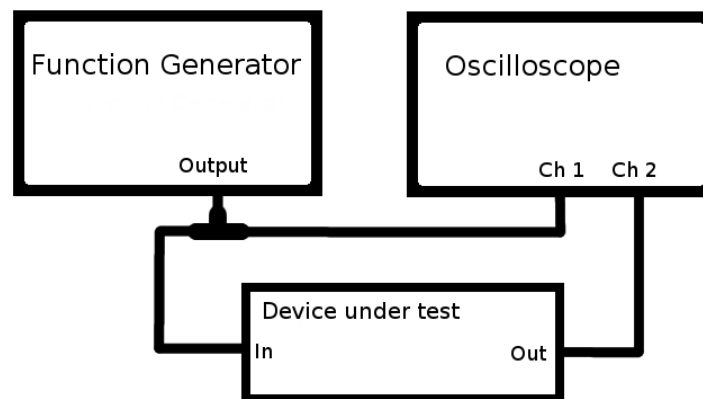 Function Generator
Output
Oscilloscope
Ch 1 Ch 2
Device under test
In
Out